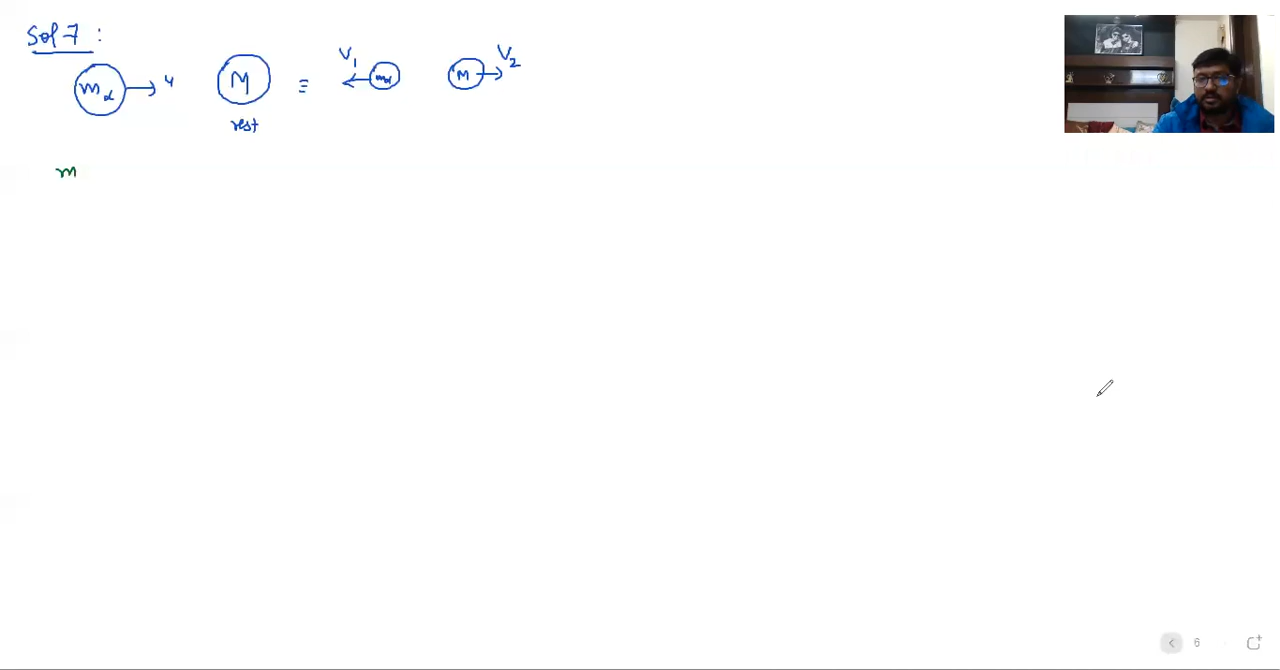 Sol 7 :
mα → u M ≡ V1 ← mα M → V2
rest
m
6